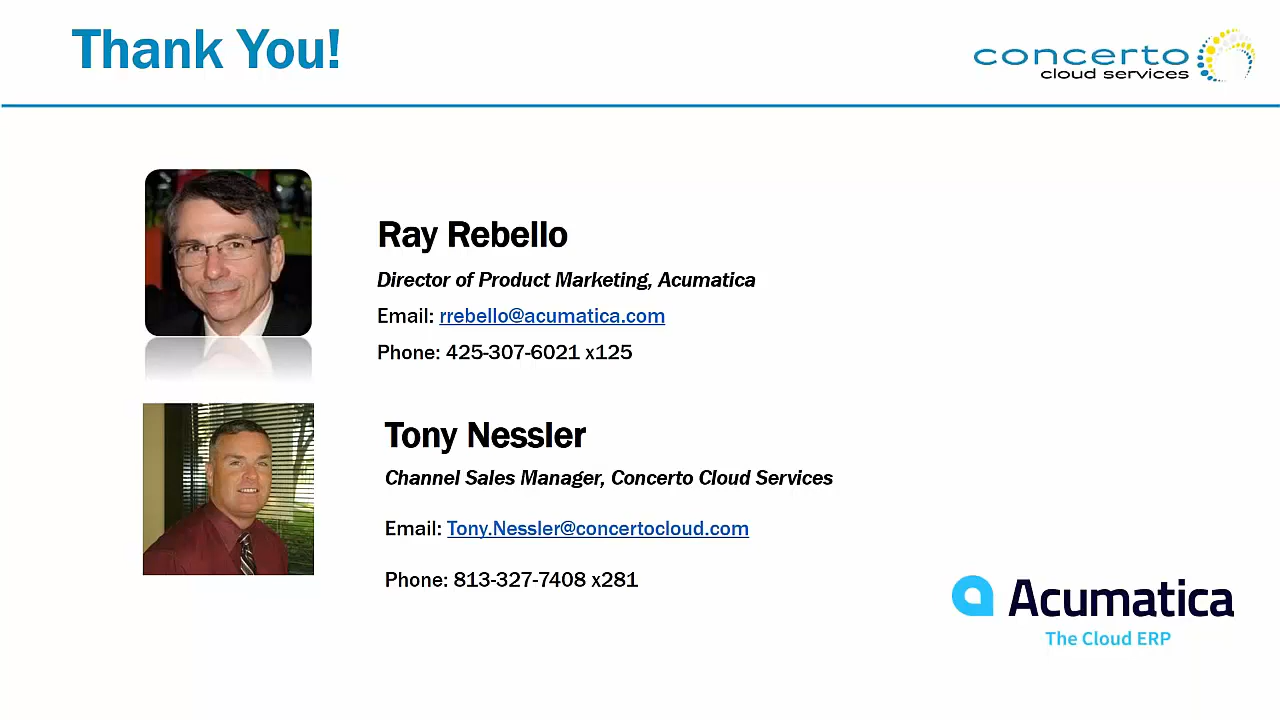 Thank You!
concerto
cloud services
Ray Rebello
Director of Product Marketing, Acumatica
Email: rrebello@acumatica.com
Phone: 425-307-6021 x125
Tony Nessler
Channel Sales Manager, Concerto Cloud Services
Email: Tony.Nessler@concertocloud.com
Phone: 813-327-7408 x281
Acumatica
The Cloud ERP